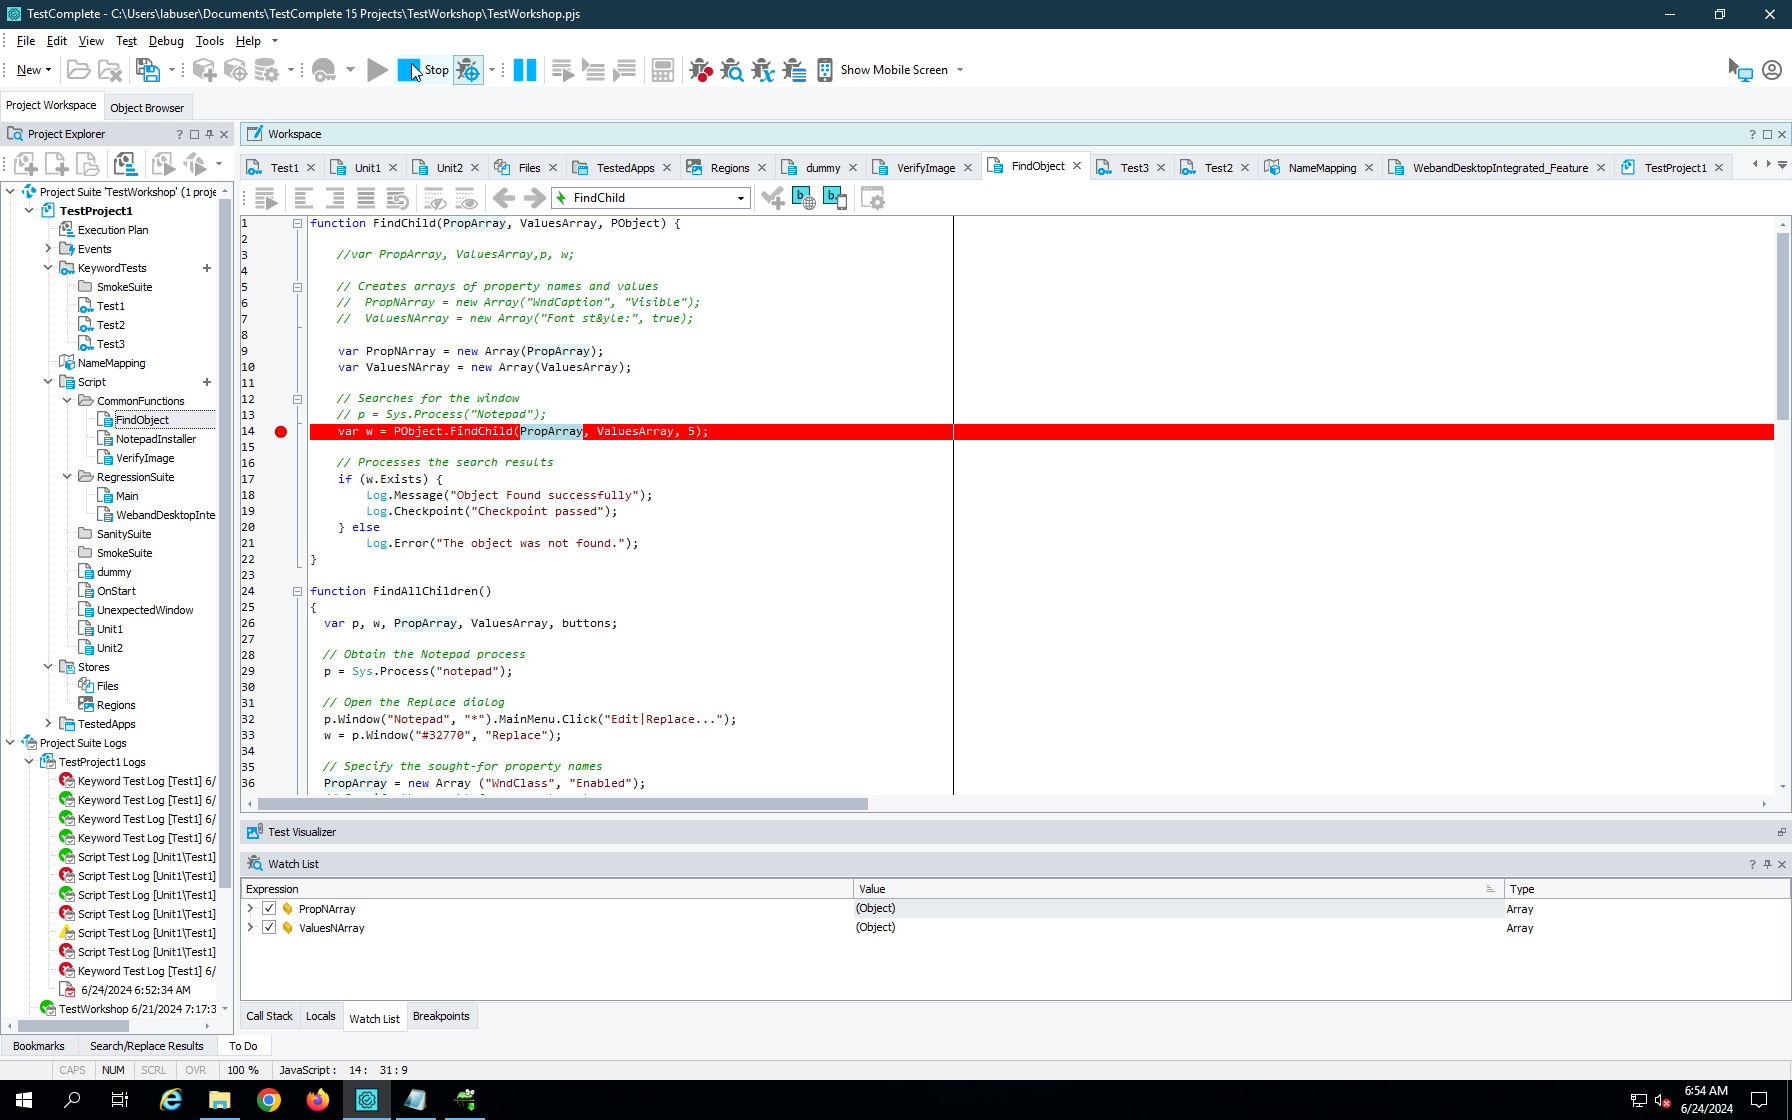 TestComplete - C:\Users\labuser\Documents\TestComplete 15 Projects\TestWorkshop\TestWorkshop.pjs
File Edit View Test Debug Tools Help
New Stop Show Mobile Screen
Project Workspace Object Browser
Project Explorer ?
Workspace ?
Test1 Unit1 Unit2 Files TestedApps Regions dummy VerifyImage FindObject Test3 Test2 NameMapping WebandDesktopIntegrated_Feature TestProject1
FindChild
Project Suite 'TestWorkshop' (1 proje
TestProject1
Execution Plan
Events
KeywordTests
SmokeSuite
Test1
Test2
Test3
NameMapping
Script
CommonFunctions
FindObject
NotepadInstaller
VerifyImage
RegressionSuite
Main
WebandDesktopInte
SanitySuite
SmokeSuite
dummy
OnStart
UnexpectedWindow
Unit1
Unit2
Stores
Files
Regions
TestedApps
Project Suite Logs
TestProject1 Logs
Keyword Test Log [Test1] 6/
Keyword Test Log [Test1] 6/
Keyword Test Log [Test1] 6/
Keyword Test Log [Test1] 6/
Script Test Log [Unit1\Test1]
Script Test Log [Unit1\Test1]
Script Test Log [Unit1\Test1]
Script Test Log [Unit1\Test1]
Script Test Log [Unit1\Test1]
Script Test Log [Unit1\Test1]
Keyword Test Log [Test1] 6/
6/24/2024 6:52:34 AM
TestWorkshop 6/21/2024 7:17:3
1 function FindChild(PropArray, ValuesArray, PObject) {
2
3 //var PropArray, ValuesArray,p, w;
4
5 // Creates arrays of property names and values
6 // PropNArray = new Array("WndCaption", "Visible");
7 // ValuesNArray = new Array("Font st&yle:", true);
8
9 var PropNArray = new Array(PropArray);
10 var ValuesNArray = new Array(ValuesArray);
11
12 // Searches for the window
13 // p = Sys.Process("Notepad");
14 var w = PObject.FindChild(PropArray, ValuesArray, 5);
15
16 // Processes the search results
17 if (w.Exists) {
18 Log.Message("Object Found successfully");
19 Log.Checkpoint("Checkpoint passed");
20 } else
21 Log.Error("The object was not found.");
22 }
23
24 function FindAllChildren()
25 {
26 var p, w, PropArray, ValuesArray, buttons;
27
28 // Obtain the Notepad process
29 p = Sys.Process("notepad");
30
31 // Open the Replace dialog
32 p.Window("Notepad", "*").MainMenu.Click("Edit|Replace...");
33 w = p.Window("#32770", "Replace");
34
35 // Specify the sought-for property names
36 PropArray = new Array ("WndClass", "Enabled");
Test Visualizer
Watch List ?
Expression Value Type
PropNArray (Object) Array
ValuesNArray (Object) Array
Call Stack Locals Watch List Breakpoints
Bookmarks Search/Replace Results To Do
CAPS NUM SCRL OVR 100 % JavaScript : 14 : 31 : 9
6:54 AM
6/24/2024